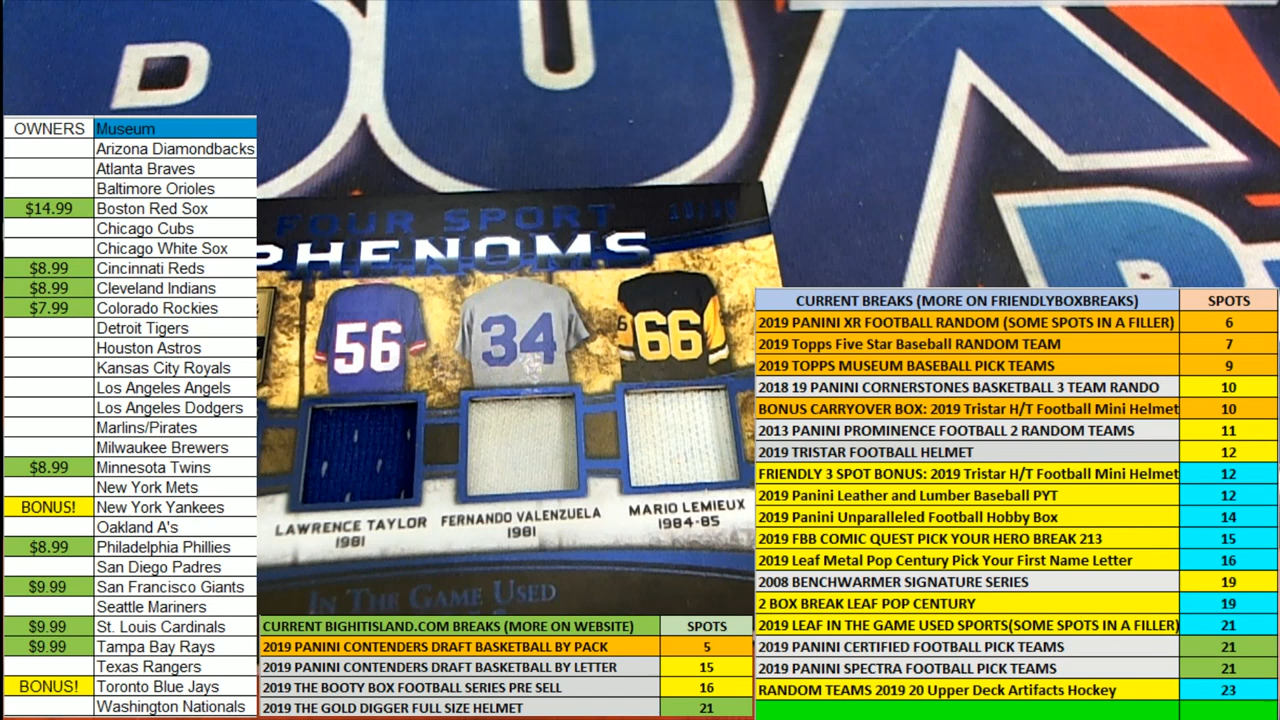 OWNERS Museum
Arizona Diamondbacks
Atlanta Braves
Baltimore Orioles
$14.99 Boston Red Sox
Chicago Cubs
Chicago White Sox
$8.99 Cincinnati Reds
$8.99 Cleveland Indians
$7.99 Colorado Rockies
Detroit Tigers
Houston Astros
Kansas City Royals
Los Angeles Angels
Los Angeles Dodgers
Marlins/Pirates
Milwaukee Brewers
$8.99 Minnesota Twins
New York Mets
BONUS! New York Yankees
Oakland A's
$8.99 Philadelphia Phillies
San Diego Padres
$9.99 San Francisco Giants
Seattle Mariners
$9.99 St. Louis Cardinals
$9.99 Tampa Bay Rays
Texas Rangers
BONUS! Toronto Blue Jays
Washington Nationals
FOUR SPORT
PHENOMS
56 34 66
LAWRENCE TAYLOR
1981
FERNANDO VALENZUELA
1981
MARIO LEMIEUX
1984-85
IN THE GAME USED
CURRENT BIGHITISLAND.COM BREAKS (MORE ON WEBSITE) SPOTS
2019 PANINI CONTENDERS DRAFT BASKETBALL BY PACK 5
2019 PANINI CONTENDERS DRAFT BASKETBALL BY LETTER 15
2019 THE BOOTY BOX FOOTBALL SERIES PRE SELL 16
2019 THE GOLD DIGGER FULL SIZE HELMET 21
CURRENT BREAKS (MORE ON FRIENDLYBOXBREAKS) SPOTS
2019 PANINI XR FOOTBALL RANDOM (SOME SPOTS IN A FILLER) 6
2019 Topps Five Star Baseball RANDOM TEAM 7
2019 TOPPS MUSEUM BASEBALL PICK TEAMS 9
2018 19 PANINI CORNERSTONES BASKETBALL 3 TEAM RANDO 10
BONUS CARRYOVER BOX: 2019 Tristar H/T Football Mini Helmet 10
2013 PANINI PROMINENCE FOOTBALL 2 RANDOM TEAMS 11
2019 TRISTAR FOOTBALL HELMET 12
FRIENDLY 3 SPOT BONUS: 2019 Tristar H/T Football Mini Helmet 12
2019 Panini Leather and Lumber Baseball PYT 12
2019 Panini Unparalleled Football Hobby Box 14
2019 FBB COMIC QUEST PICK YOUR HERO BREAK 213 15
2019 Leaf Metal Pop Century Pick Your First Name Letter 16
2008 BENCHWARMER SIGNATURE SERIES 19
2 BOX BREAK LEAF POP CENTURY 19
2019 LEAF IN THE GAME USED SPORTS(SOME SPOTS IN A FILLER) 21
2019 PANINI CERTIFIED FOOTBALL PICK TEAMS 21
2019 PANINI SPECTRA FOOTBALL PICK TEAMS 21
RANDOM TEAMS 2019 20 Upper Deck Artifacts Hockey 23